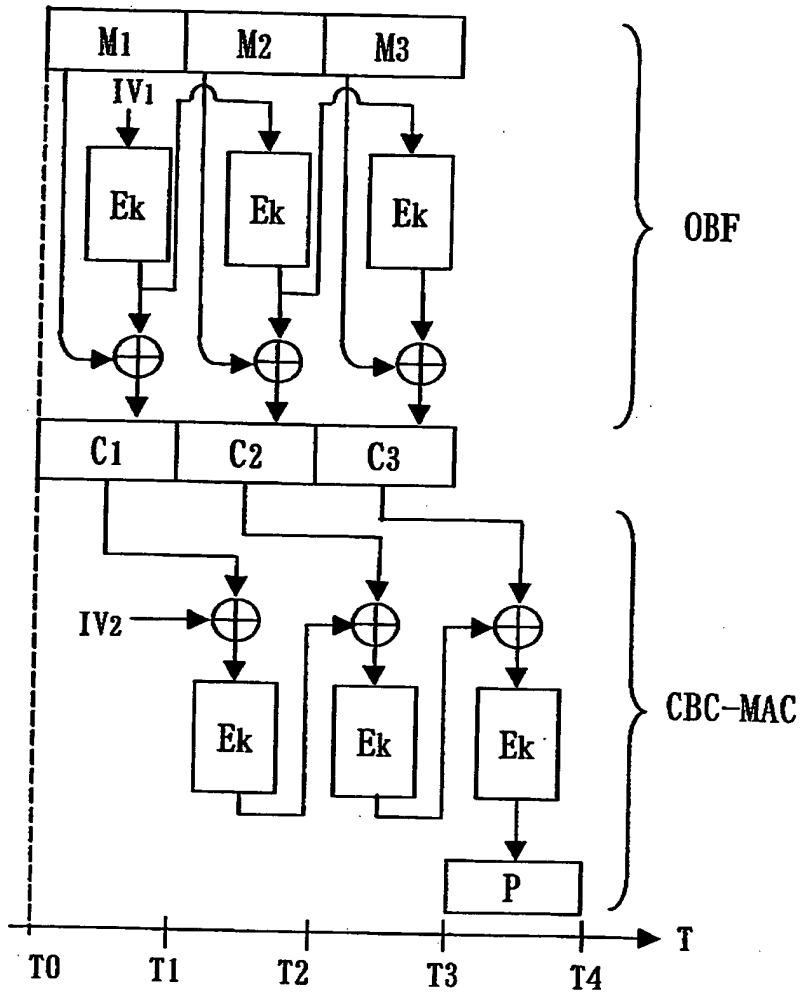 M1 M2 M3
IV1
Ek Ek Ek
OBF
C1 C2 C3
IV2
Ek Ek Ek
CBC-MAC
P
T
T0 T1 T2 T3 T4